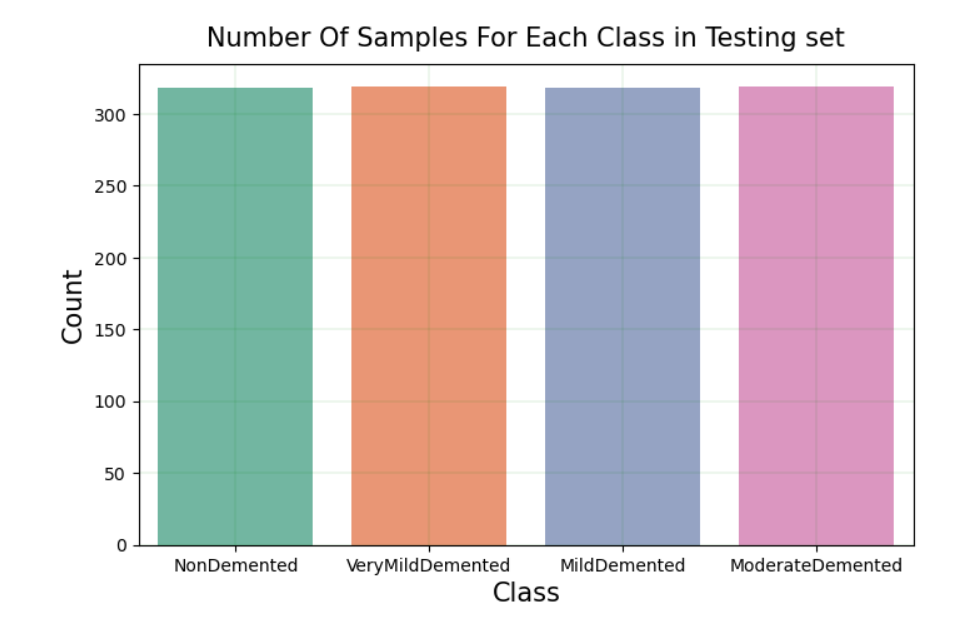 Number Of Samples For Each Class in Testing set
Count
300
250
200
150
100
50
0
NonDemented VeryMildDemented MildDemented ModerateDemented
Class